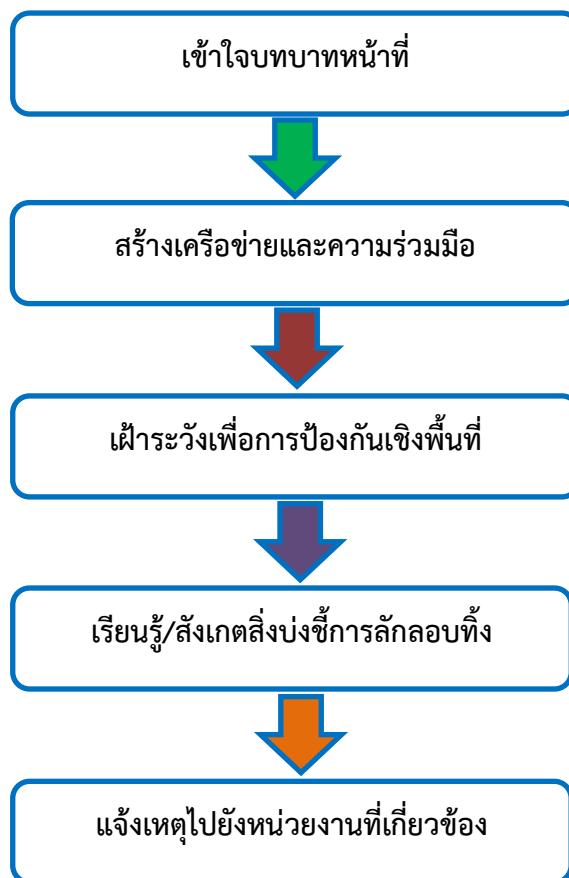 เข้าใจบทบาทหน้าที่
สร้างเครือข่ายและความร่วมมือ
เฝ้าระวังเพื่อการป้องกันเชิงพื้นที่
เรียนรู้/สังเกตสิ่งบ่งชี้การลักลอบทิ้ง
แจ้งเหตุไปยังหน่วยงานที่เกี่ยวข้อง